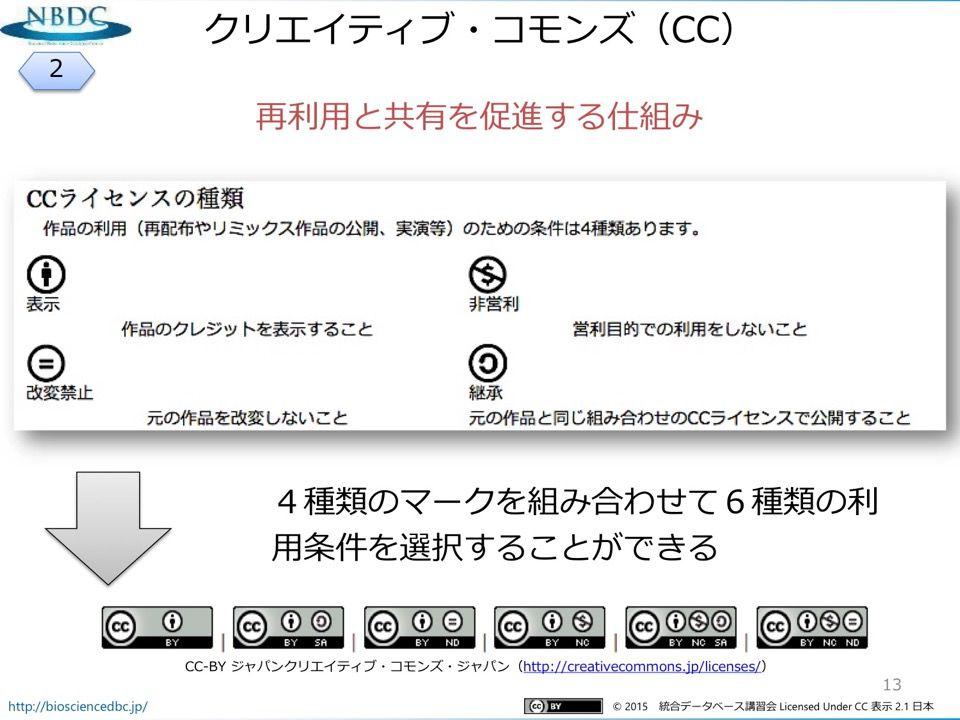 NBDC
クリエイティブ・コモンズ（CC）
2
再利用と共有を促進する仕組み
CCライセンスの種類
作品の利用（再配布やリミックス作品の公開、実演等）のための条件は4種類あります。
表示
作品のクレジットを表示すること
非営利
営利目的での利用をしないこと
改変禁止
元の作品を改変しないこと
継承
元の作品と同じ組み合わせのCCライセンスで公開すること
４種類のマークを組み合わせて６種類の利
用条件を選択することができる
cc BY | cc BY SA | cc BY ND | cc BY NC | cc BY NC SA | cc BY NC ND
CC-BY ジャパンクリエイティブ・コモンズ・ジャパン（http://creativecommons.jp/licenses/）
13
http://biosciencedbc.jp/
cc BY © 2015 統合データベース講習会 Licensed Under CC 表示 2.1 日本